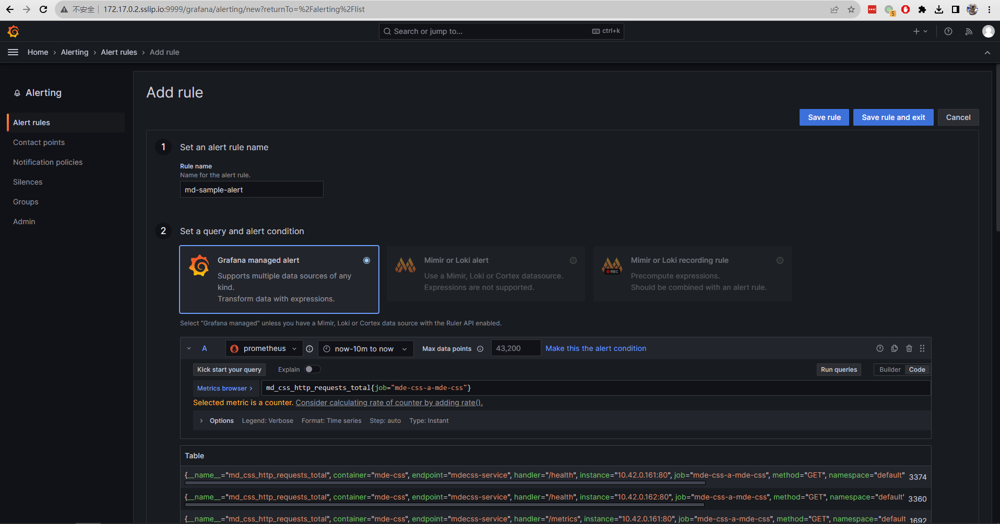 不安全 172.17.0.2.sslip.io:9999/grafana/alerting/new?returnTo=%2Falerting%2Flist
5
Search or jump to... ctrl+k
Home › Alerting › Alert rules › Add rule
Alerting
Alert rules
Contact points
Notification policies
Silences
Groups
Admin
Add rule
Save rule Save rule and exit Cancel
1 Set an alert rule name
Rule name
Name for the alert rule.
md-sample-alert
2 Set a query and alert condition
Grafana managed alert
Supports multiple data sources of any
kind.
Transform data with expressions.
Mimir or Loki alert
Use a Mimir, Loki or Cortex datasource.
Expressions are not supported.
REC
Mimir or Loki recording rule
Precompute expressions.
Should be combined with an alert rule.
Select “Grafana managed” unless you have a Mimir, Loki or Cortex data source with the Ruler API enabled.
A prometheus now-10m to now Max data points 43,200 Make this the alert condition
Kick start your query Explain Run queries Builder Code
Metrics browser › md_css_http_requests_total{job="mde-css-a-mde-css"}
Selected metric is a counter. Consider calculating rate of counter by adding rate().
› Options Legend: Verbose Format: Time series Step: auto Type: Instant
Table
{__name__="md_css_http_requests_total", container="mde-css", endpoint="mdecss-service", handler="/health", instance="10.42.0.161:80", job="mde-css-a-mde-css", method="GET", namespace="default" 3374
{__name__="md_css_http_requests_total", container="mde-css", endpoint="mdecss-service", handler="/health", instance="10.42.0.162:80", job="mde-css-a-mde-css", method="GET", namespace="default' 3360
{__name__="md_css_http_requests_total", container="mde-css", endpoint="mdecss-service", handler="/metrics", instance="10.42.0.161:80", job="mde-css-a-mde-css", method="GET", namespace="default 1692